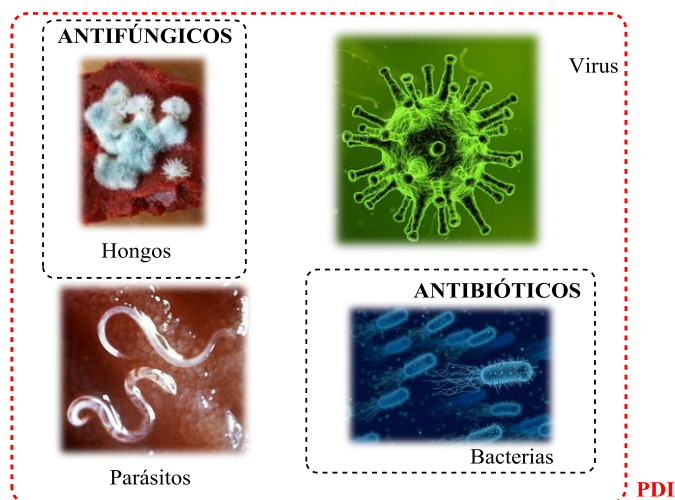 ANTIFÚNGICOS
Virus
Hongos
ANTIBIÓTICOS
Parásitos
Bacterias
PDI